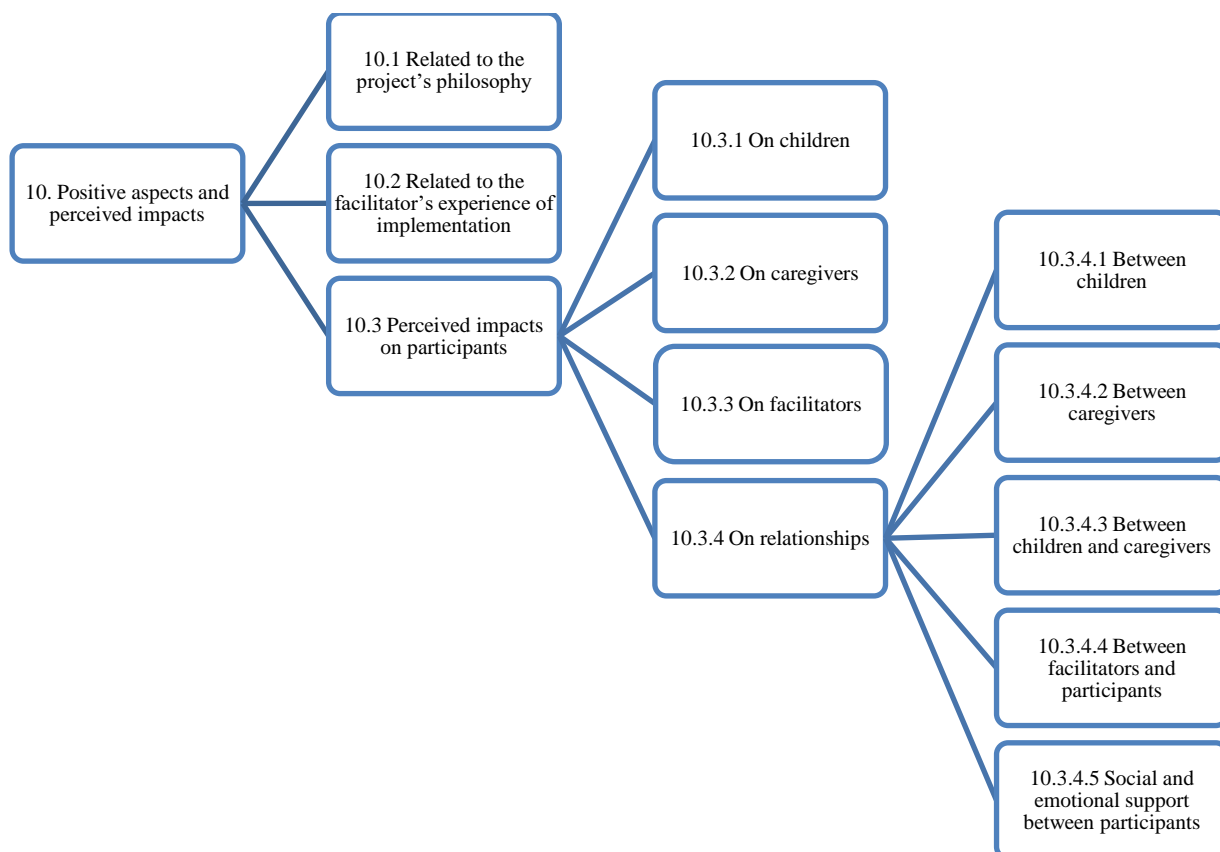 10. Positive aspects and
perceived impacts
10.1 Related to the
project’s philosophy
10.2 Related to the
facilitator’s experience of
implementation
10.3 Perceived impacts
on participants
10.3.1 On children
10.3.2 On caregivers
10.3.3 On facilitators
10.3.4 On relationships
10.3.4.1 Between
children
10.3.4.2 Between
caregivers
10.3.4.3 Between
children and caregivers
10.3.4.4 Between
facilitators and
participants
10.3.4.5 Social and
emotional support
between participants